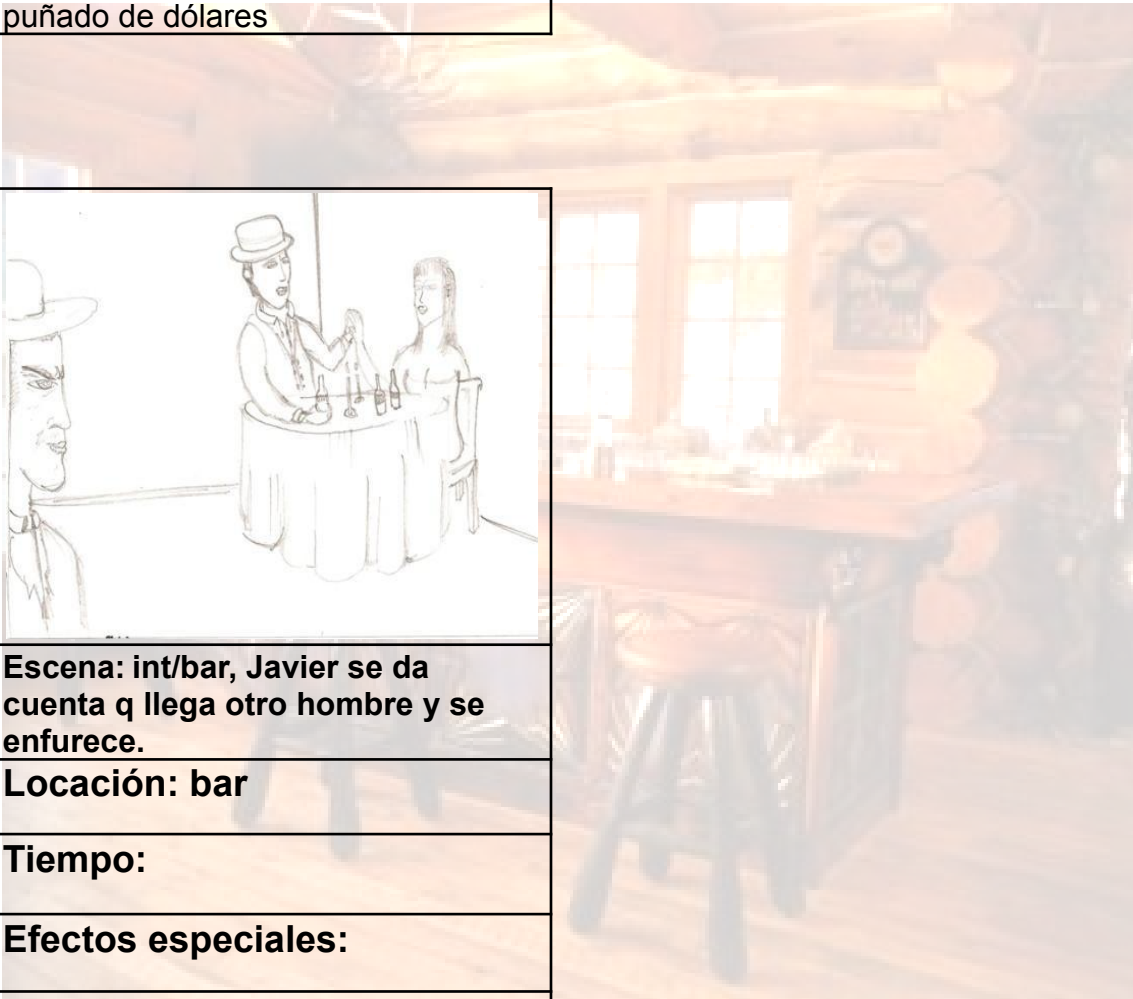 puñado de dólares
Escena: int/bar, Javier se da
cuenta q llega otro hombre y se
enfurece.
Locación: bar
Tiempo:
Efectos especiales: